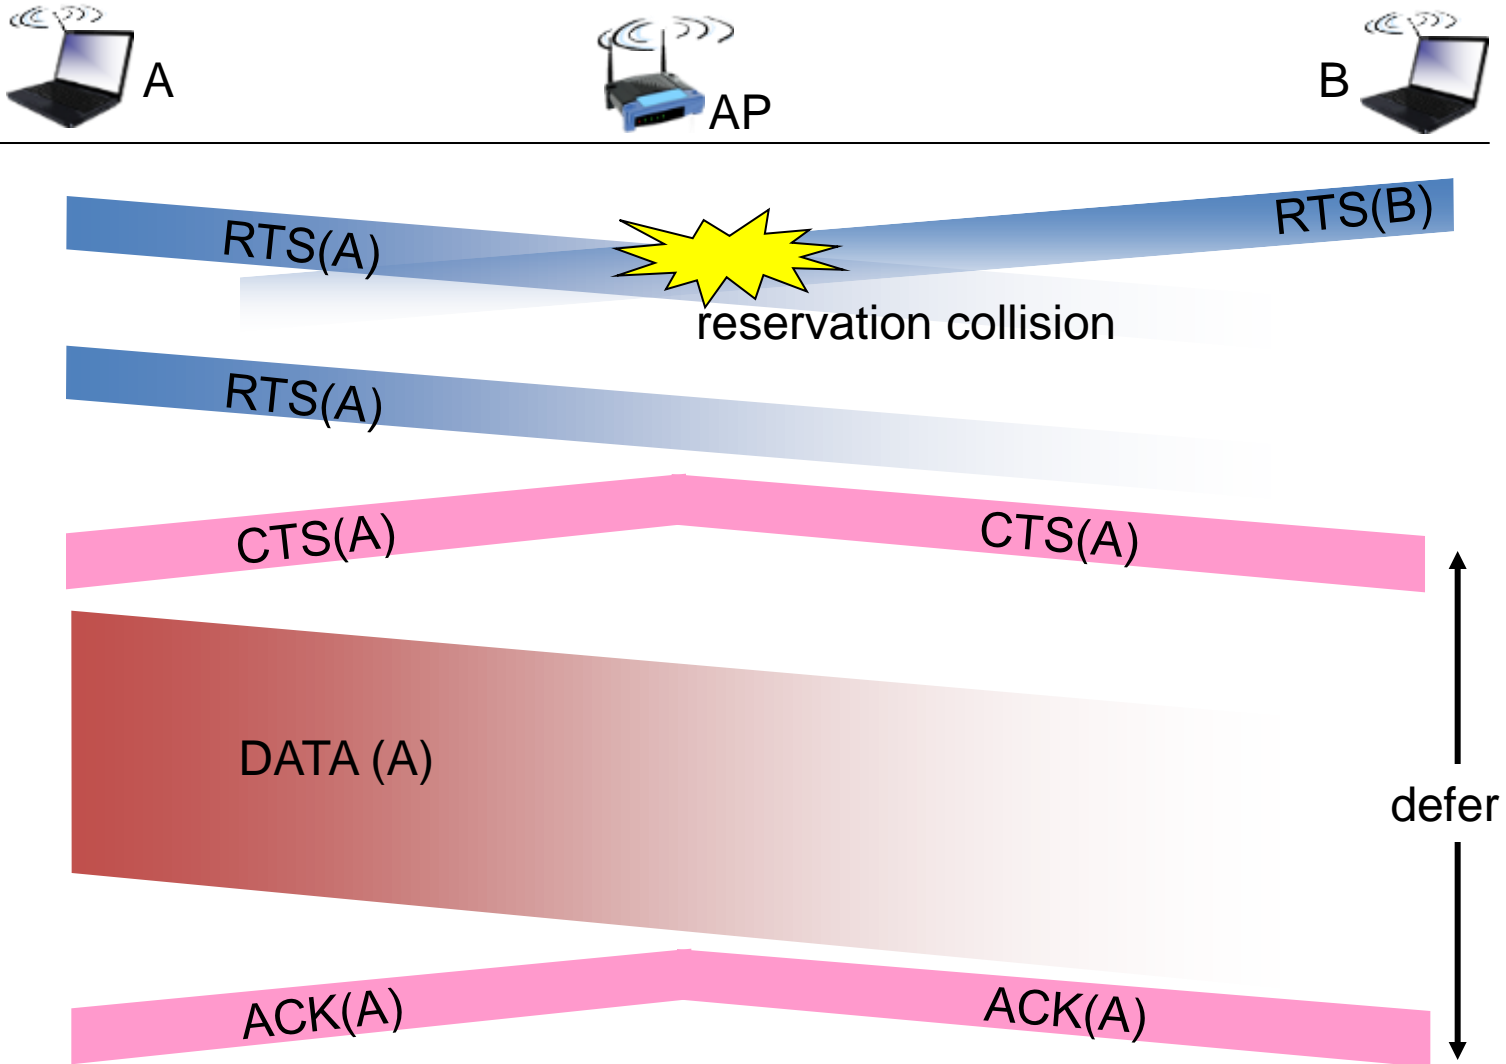 A
AP
B
RTS(A)
RTS(B)
reservation collision
RTS(A)
CTS(A)
CTS(A)
DATA (A)
defer
ACK(A)
ACK(A)